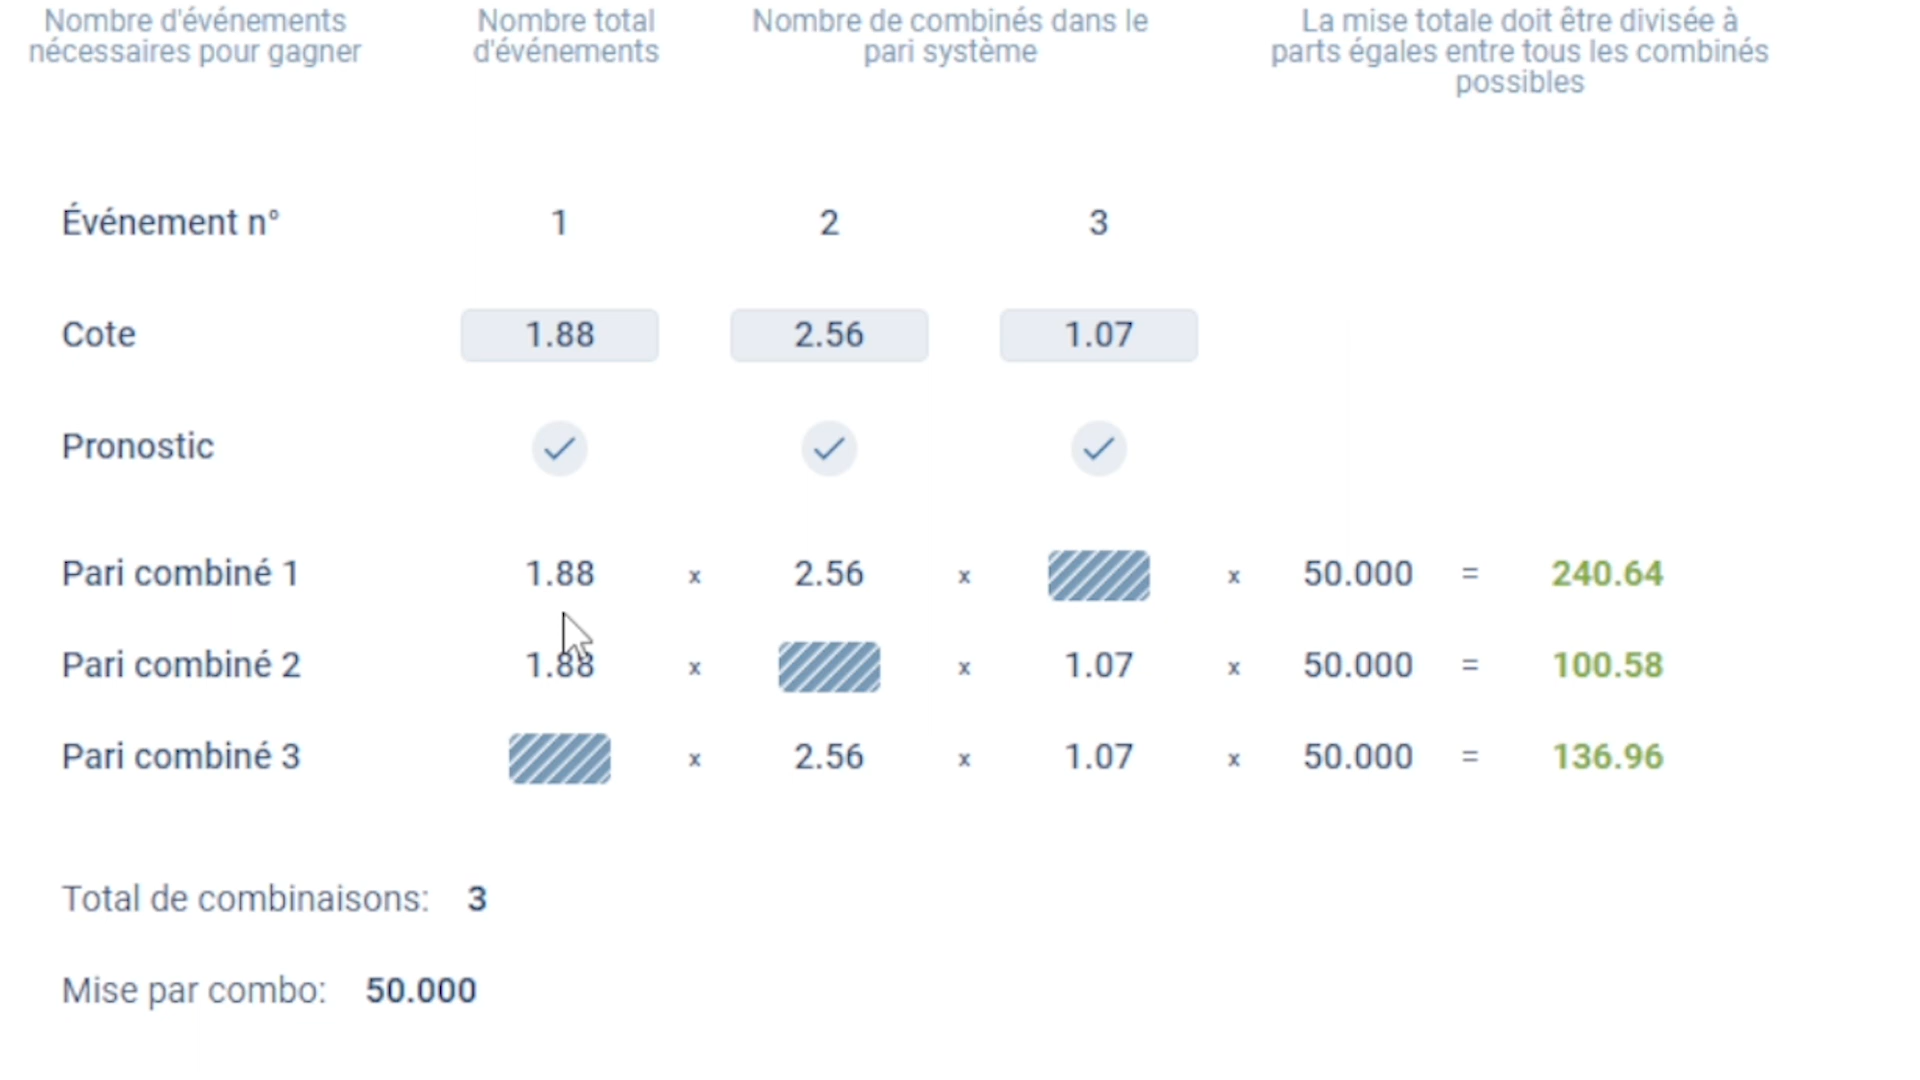 Nombre d'événements
nécessaires pour gagner
Nombre total
d'événements
Nombre de combinés dans le
pari système
La mise totale doit être divisée à
parts égales entre tous les combinés
possibles
Événement n° 1 2 3
Cote 1.88 2.56 1.07
Pronostic
Pari combiné 1 1.88 x 2.56 x x 50.000 = 240.64
Pari combiné 2 1.88 x x 1.07 x 50.000 = 100.58
Pari combiné 3 x 2.56 x 1.07 x 50.000 = 136.96
Total de combinaisons: 3
Mise par combo: 50.000